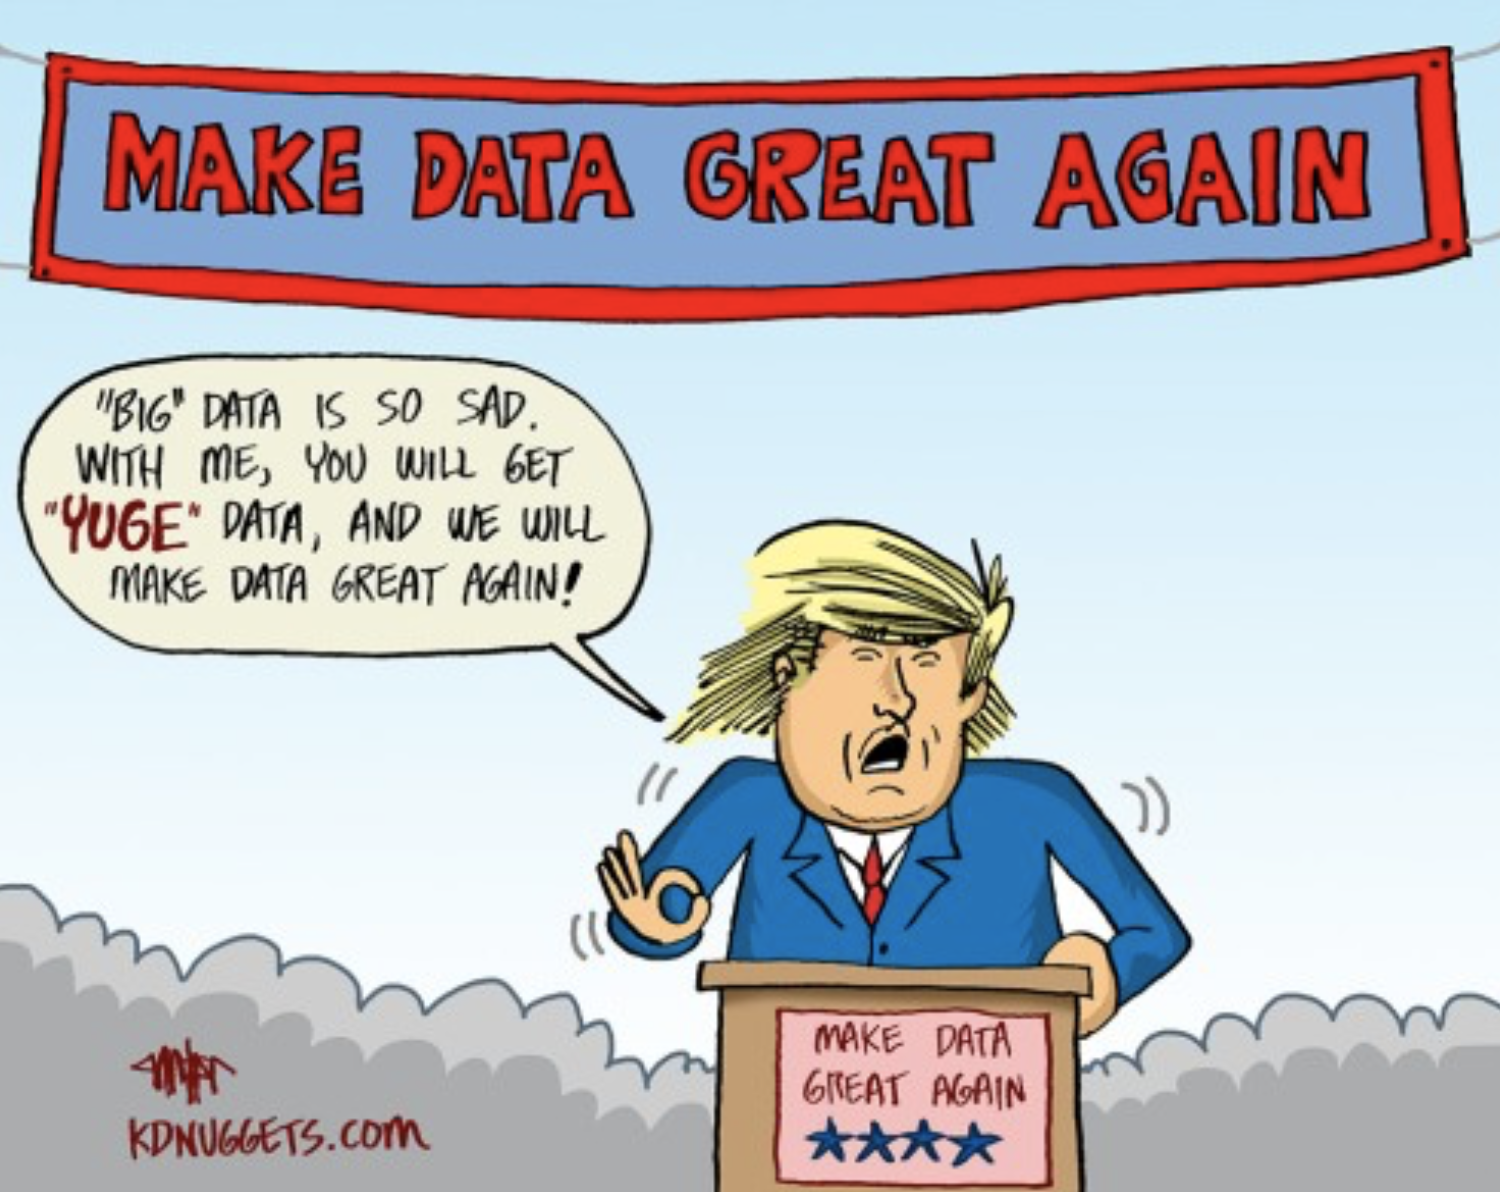 MAKE DATA GREAT AGAIN
"BIG" DATA IS SO SAD.
WITH ME, YOU WILL GET
"YUGE" DATA, AND WE WILL
MAKE DATA GREAT AGAIN!
MAKE DATA
GREAT AGAIN
KDNUGGETS.COM